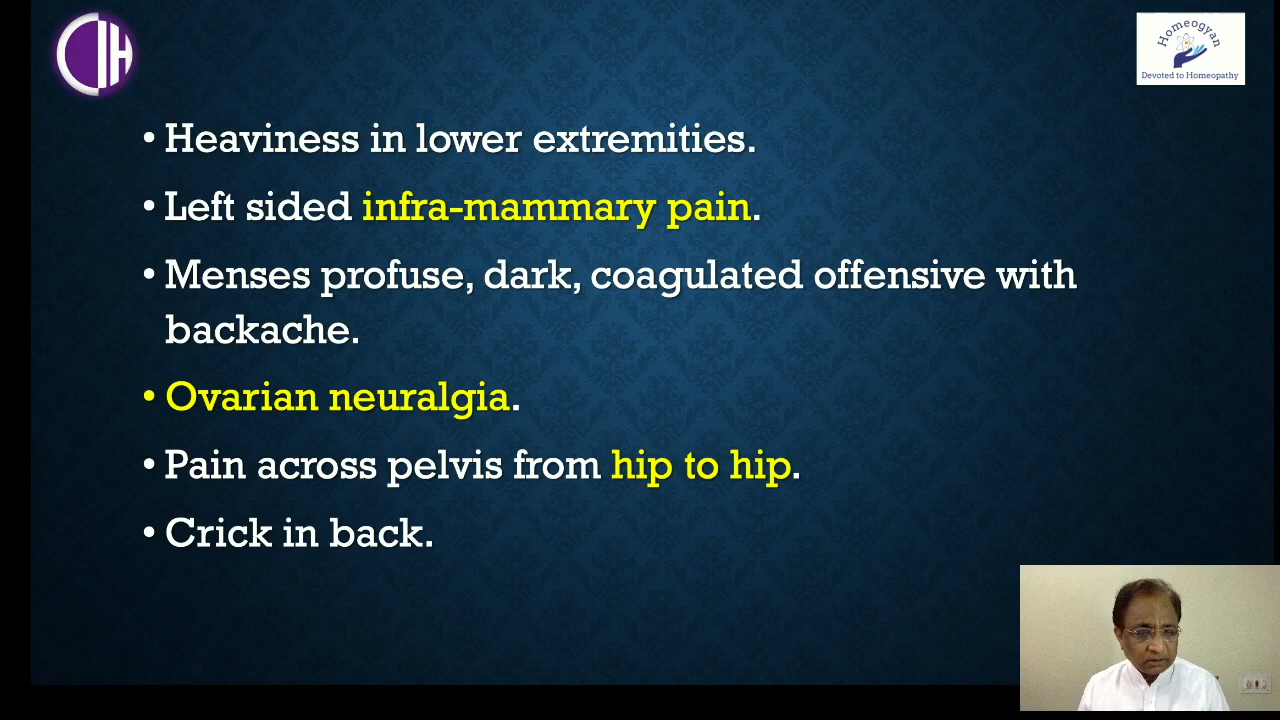 Homeogyan
Devoted to Homeopathy
• Heaviness in lower extremities.
• Left sided infra-mammary pain.
• Menses profuse, dark, coagulated offensive with
backache.
• Ovarian neuralgia.
• Pain across pelvis from hip to hip.
• Crick in back.